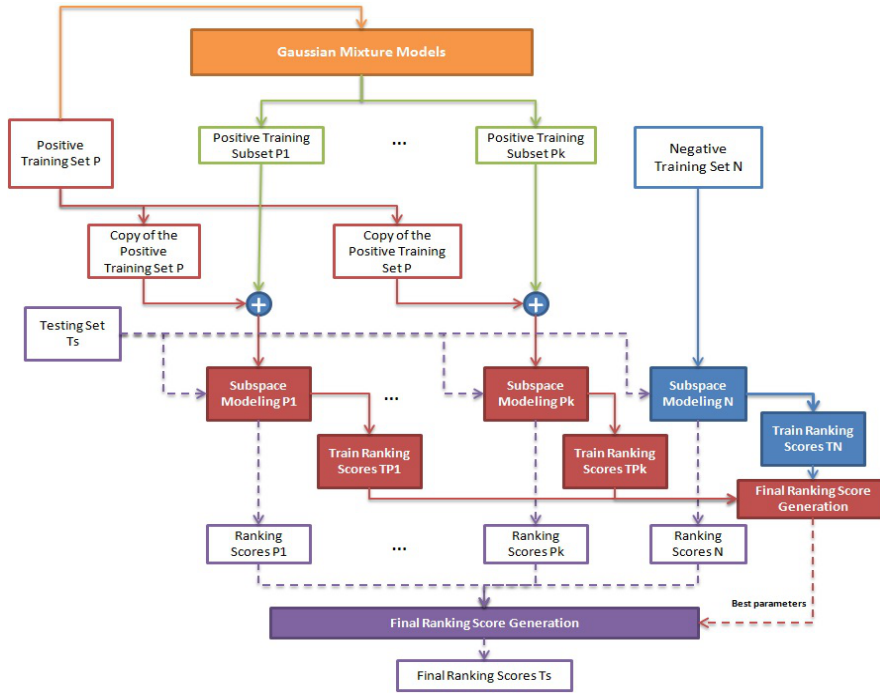 Gaussian Mixture Models
Positive
Training Set P
Positive Training
Subset P1
...
Positive Training
Subset Pk
Negative
Training Set N
Copy of the
Positive
Training Set P
Copy of the
Positive Training
Set P
+
+
Testing Set
Ts
Subspace
Modeling P1
...
Subspace
Modeling Pk
Subspace
Modeling N
Train Ranking
Scores TP1
Train Ranking
Scores TPk
Train Ranking
Scores TN
Final Ranking Score
Generation
Ranking
Scores P1
...
Ranking
Scores Pk
Ranking
Scores N
Best parameters
Final Ranking Score Generation
Final Ranking Scores Ts